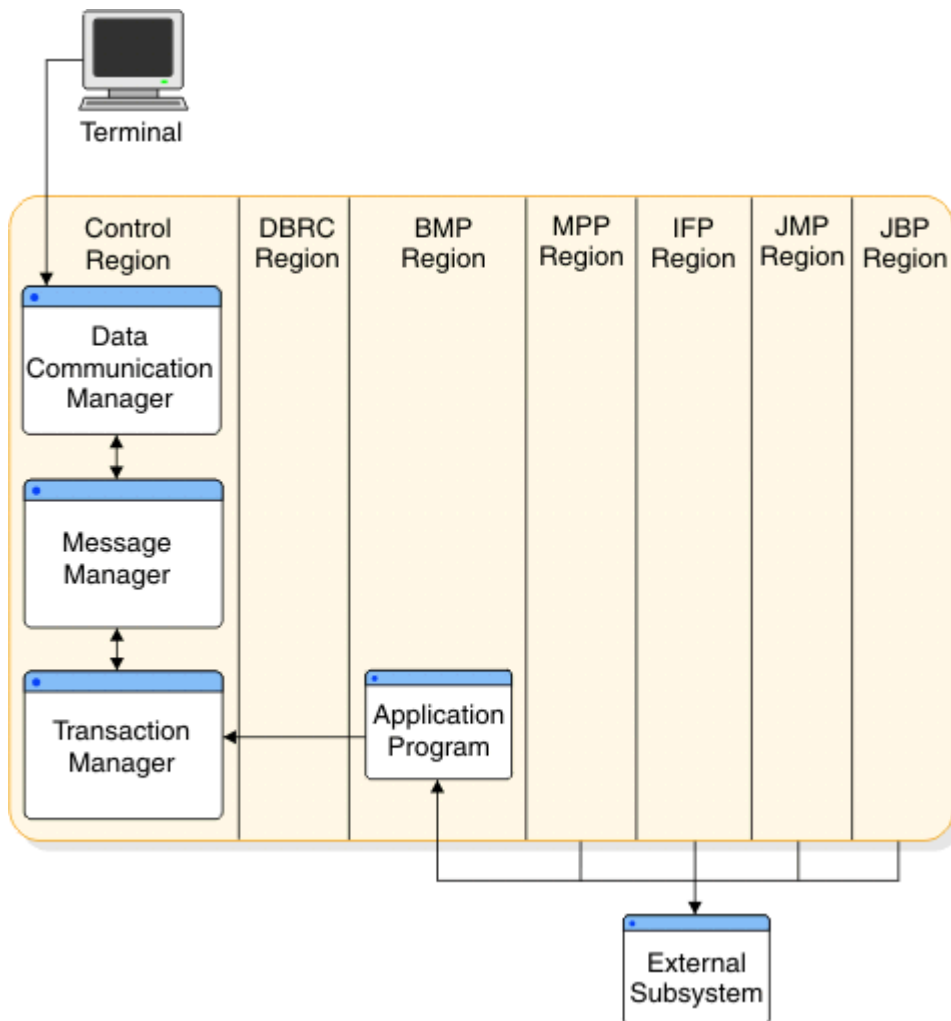 Terminal
Control
Region
DBRC
Region
BMP
Region
MPP
Region
IFP
Region
JMP
Region
JBP
Region
Data
Communication
Manager
Message
Manager
Transaction
Manager
Application
Program
External
Subsystem